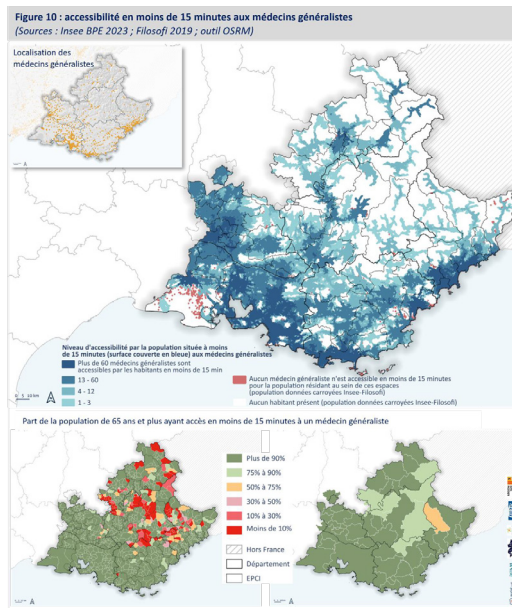 Figure 10 : accessibilité en moins de 15 minutes aux médecins généralistes
(Sources : Insee BPE 2023 ; Filosofi 2019 ; outil OSRM)
Localisation des
médecins généralistes
Niveau d'accessibilité par la population située à moins
de 15 minutes (surface couverte en bleue) aux médecins généralistes
Plus de 60 médecins généralistes sont
accessibles par les habitants en moins de 15 min
13 - 60
4 - 12
1 - 3
Aucun médecin généraliste n'est accessible en moins de 15 minutes
pour la population résidant au sein de ces espaces
(population données carroyées Insee-Filosofi)
Aucun habitant présent (population données carroyées Insee-Filosofi)
Part de la population de 65 ans et plus ayant accès en moins de 15 minutes à un médecin généraliste
Plus de 90%
75% à 90%
50% à 75%
30% à 50%
10% à 30%
Moins de 10%
Hors France
Département
EPCI